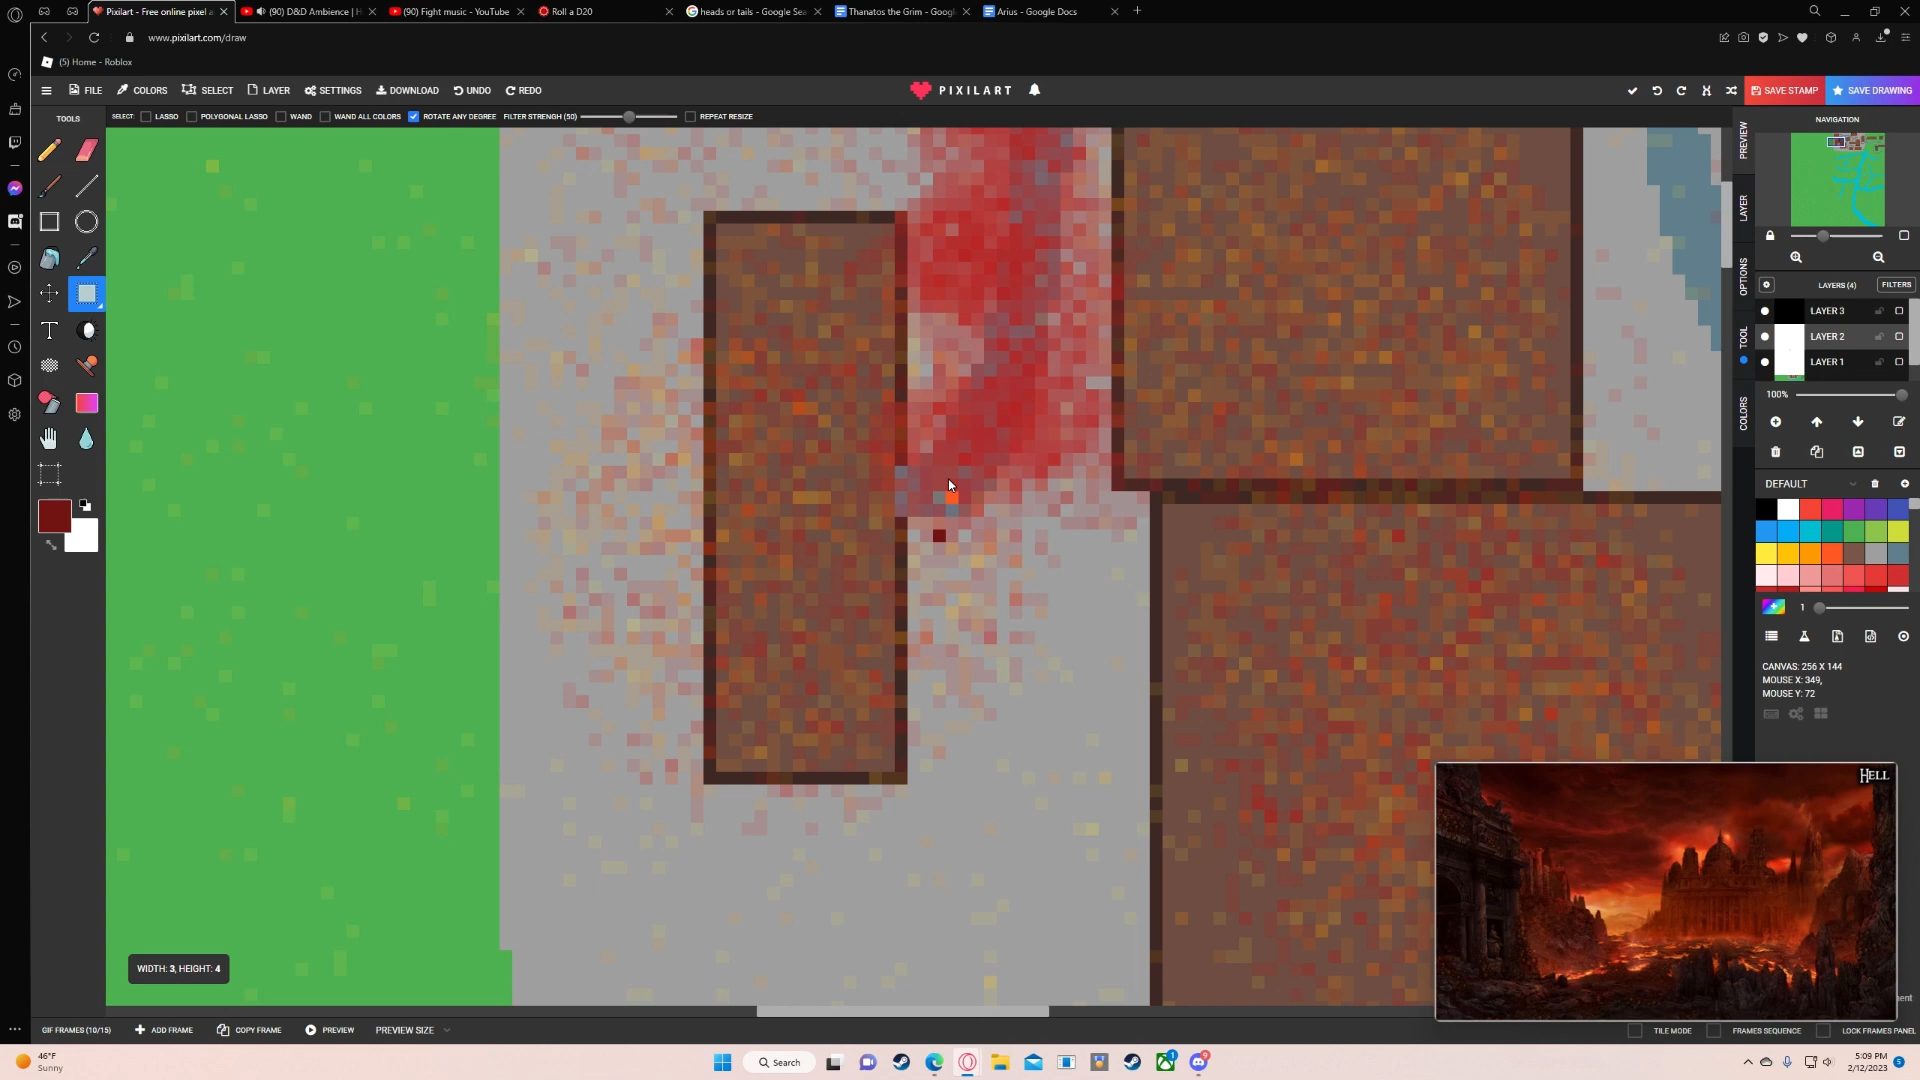 Pixilart - Free online pixel a
(90) D&D Ambience | H
(90) Fight music - YouTube
Roll a D20
heads or tails - Google Sea
Thanatos the Grim - Googl
Arius - Google Docs
www.pixilart.com/draw
(5) Home - Roblox
FILE COLORS SELECT LAYER SETTINGS DOWNLOAD UNDO REDO
PIXILART
SAVE STAMP SAVE DRAWING
TOOLS
SELECT: LASSO POLYGONAL LASSO WAND WAND ALL COLORS ROTATE ANY DEGREE FILTER STRENGH (50) REPEAT RESIZE
NAVIGATION
PREVIEW
LAYER
OPTIONS
TOOL
COLORS
LAYERS (4) FILTERS
LAYER 3
LAYER 2
LAYER 1
100%
DEFAULT
1
CANVAS: 256 X 144
MOUSE X: 349,
MOUSE Y: 72
HELL
WIDTH: 3, HEIGHT: 4
GIF FRAMES (10/15) ADD FRAME COPY FRAME PREVIEW PREVIEW SIZE
TILE MODE FRAMES SEQUENCE LOCK FRAMES PANEL
46°F
Sunny
Search
1
9
5:09 PM
2/12/2023
5